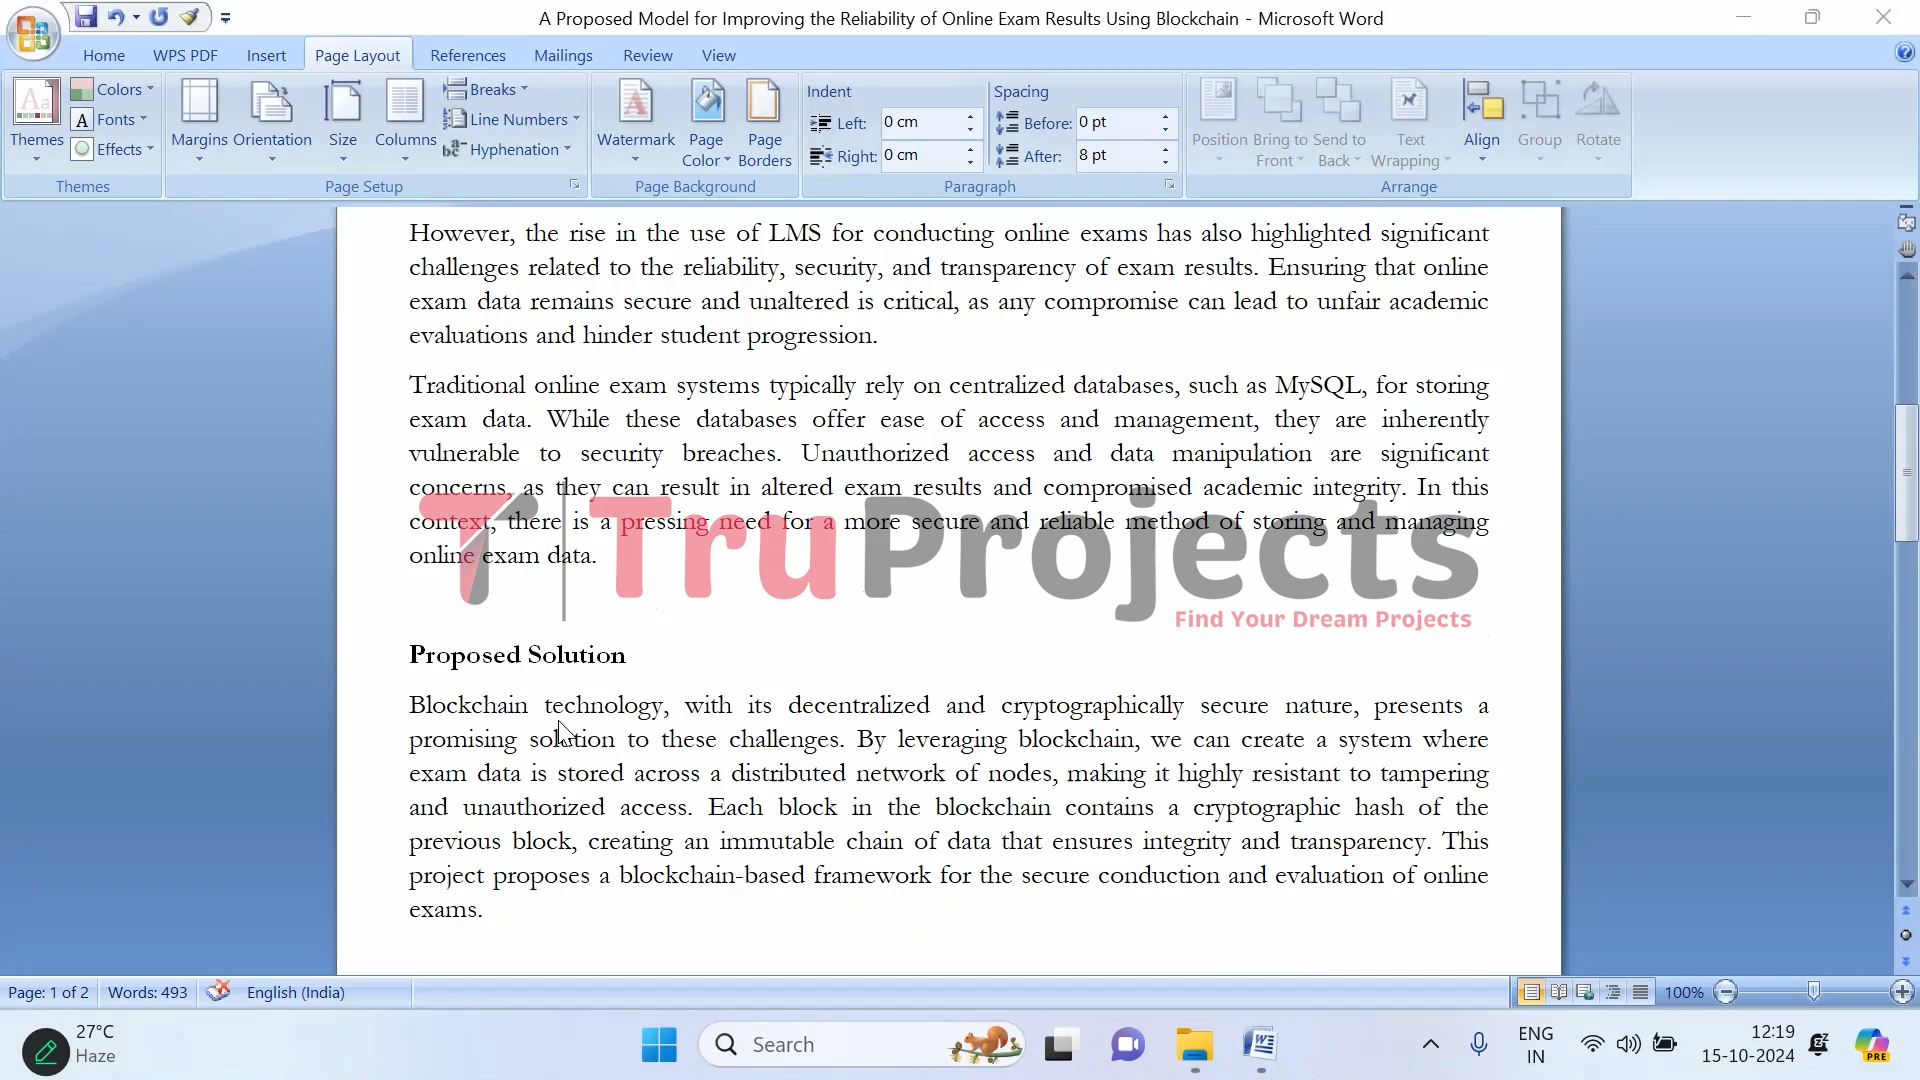 A Proposed Model for Improving the Reliability of Online Exam Results Using Blockchain - Microsoft Word
Home WPS PDF Insert Page Layout References Mailings Review View
Aa Themes Colors Fonts Effects Themes
Margins Orientation Size Columns Breaks Line Numbers Hyphenation Page Setup
Watermark Page Color Page Borders Page Background
Indent Left: 0 cm Right: 0 cm Spacing Before: 0 pt After: 8 pt Paragraph
Position Bring to Front Send to Back Text Wrapping Align Group Rotate Arrange
However, the rise in the use of LMS for conducting online exams has also highlighted significant
challenges related to the reliability, security, and transparency of exam results. Ensuring that online
exam data remains secure and unaltered is critical, as any compromise can lead to unfair academic
evaluations and hinder student progression.
Traditional online exam systems typically rely on centralized databases, such as MySQL, for storing
exam data. While these databases offer ease of access and management, they are inherently
vulnerable to security breaches. Unauthorized access and data manipulation are significant
concerns, as they can result in altered exam results and compromised academic integrity. In this
context, there is a pressing need for a more secure and reliable method of storing and managing
online exam data.
TruProjects
Find Your Dream Projects
Proposed Solution
Blockchain technology, with its decentralized and cryptographically secure nature, presents a
promising solution to these challenges. By leveraging blockchain, we can create a system where
exam data is stored across a distributed network of nodes, making it highly resistant to tampering
and unauthorized access. Each block in the blockchain contains a cryptographic hash of the
previous block, creating an immutable chain of data that ensures integrity and transparency. This
project proposes a blockchain-based framework for the secure conduction and evaluation of online
exams.
Page: 1 of 2 Words: 493 English (India) 100%
27°C
Haze
Search
ENG
IN
12:19
15-10-2024
PRE